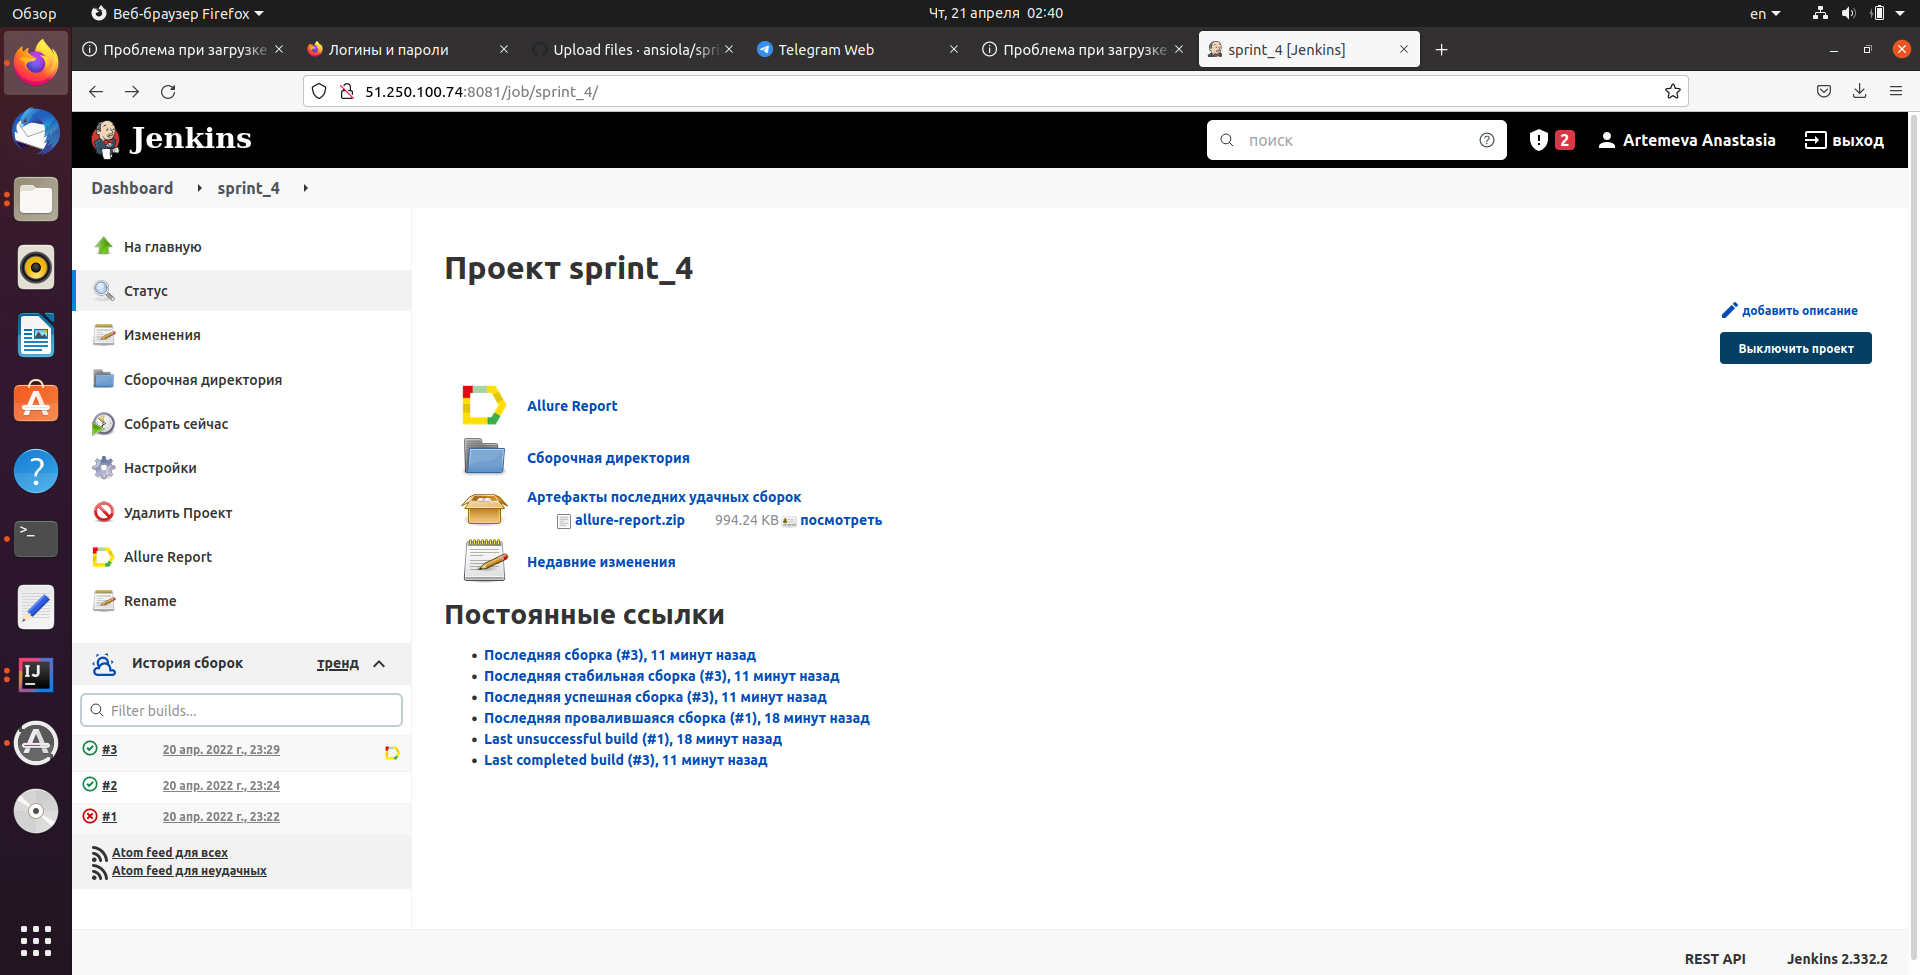 Обзор
Веб-браузер Firefox
Чт, 21 апреля 02:40
en
Проблема при загрузке
Логины и пароли
Upload files · ansiola/spri
Telegram Web
Проблема при загрузке
sprint_4 [Jenkins]
51.250.100.74:8081/job/sprint_4/
Jenkins
поиск
2
Artemeva Anastasia
выход
Dashboard
sprint_4
На главную
Статус
Изменения
Сборочная директория
Собрать сейчас
Настройки
Удалить Проект
Allure Report
Rename
История сборок
тренд
Filter builds...
#3 20 апр. 2022 г., 23:29
#2 20 апр. 2022 г., 23:24
#1 20 апр. 2022 г., 23:22
Atom feed для всех
Atom feed для неудачных
Проект sprint_4
добавить описание
Выключить проект
Allure Report
Сборочная директория
Артефакты последних удачных сборок
allure-report.zip 994.24 KB посмотреть
Недавние изменения
Постоянные ссылки
Последняя сборка (#3), 11 минут назад
Последняя стабильная сборка (#3), 11 минут назад
Последняя успешная сборка (#3), 11 минут назад
Последняя провалившаяся сборка (#1), 18 минут назад
Last unsuccessful build (#1), 18 минут назад
Last completed build (#3), 11 минут назад
REST API
Jenkins 2.332.2